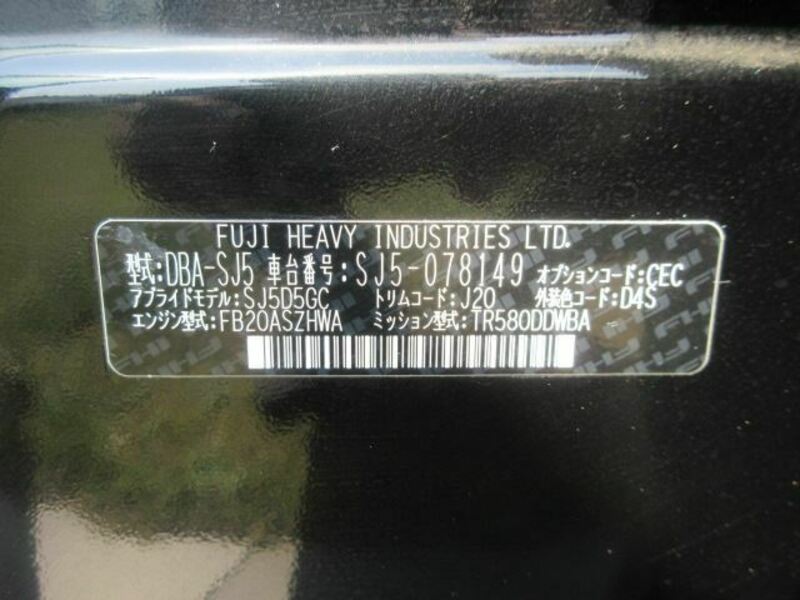 FUJI HEAVY INDUSTRIES LTD.
型式:DBA-SJ5 車台番号:SJ5-078149 オプションコード:CEC
アプライドモデル:SJ5D5GC トリムコード:J20 外装色コード:D4S
エンジン型式:FB20ASZHWA ミッション型式:TR580DDWBA